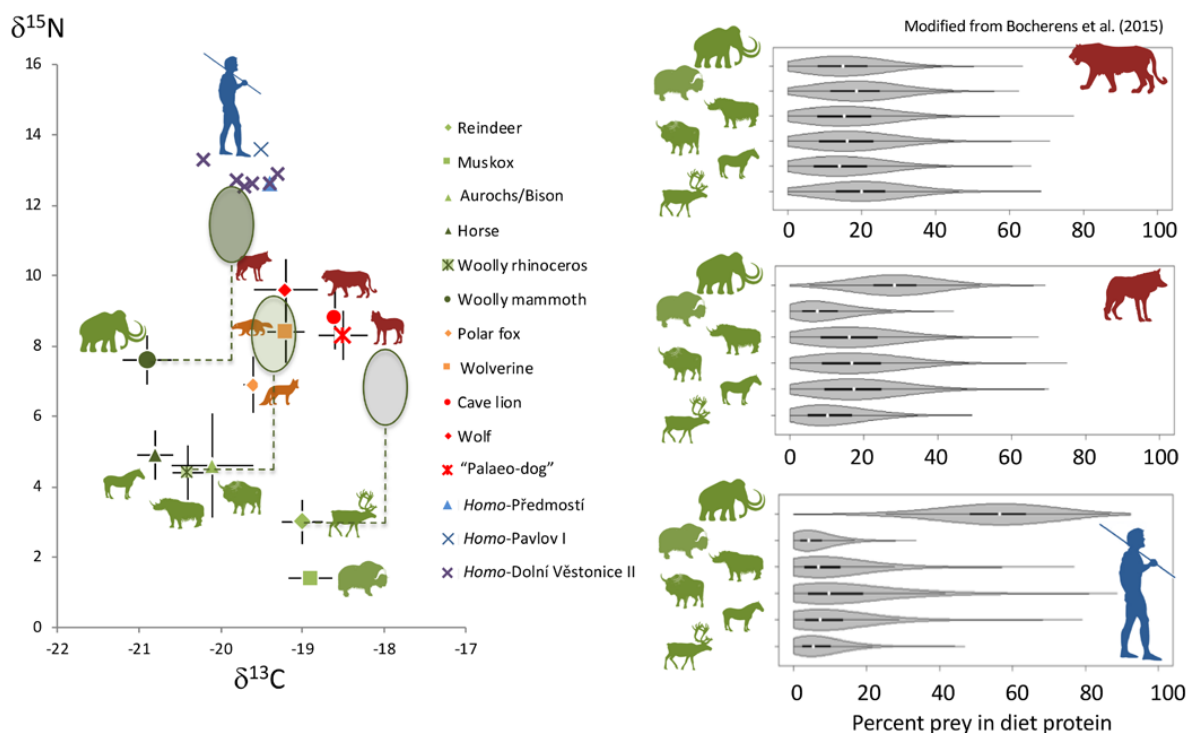 δ15N
16
14
12
10
8
6
4
2
0
-22
-21
-20
-19
-18
-17
δ13C
Reindeer
Muskox
Aurochs/Bison
Horse
Woolly rhinoceros
Woolly mammoth
Polar fox
Wolverine
Cave lion
Wolf
“Palaeo-dog”
Homo-Předmostí
Homo-Pavlov I
Homo-Dolní Věstonice II
Modified from Bocherens et al. (2015)
0 20 40 60 80 100
0 20 40 60 80 100
0 20 40 60 80 100
Percent prey in diet protein